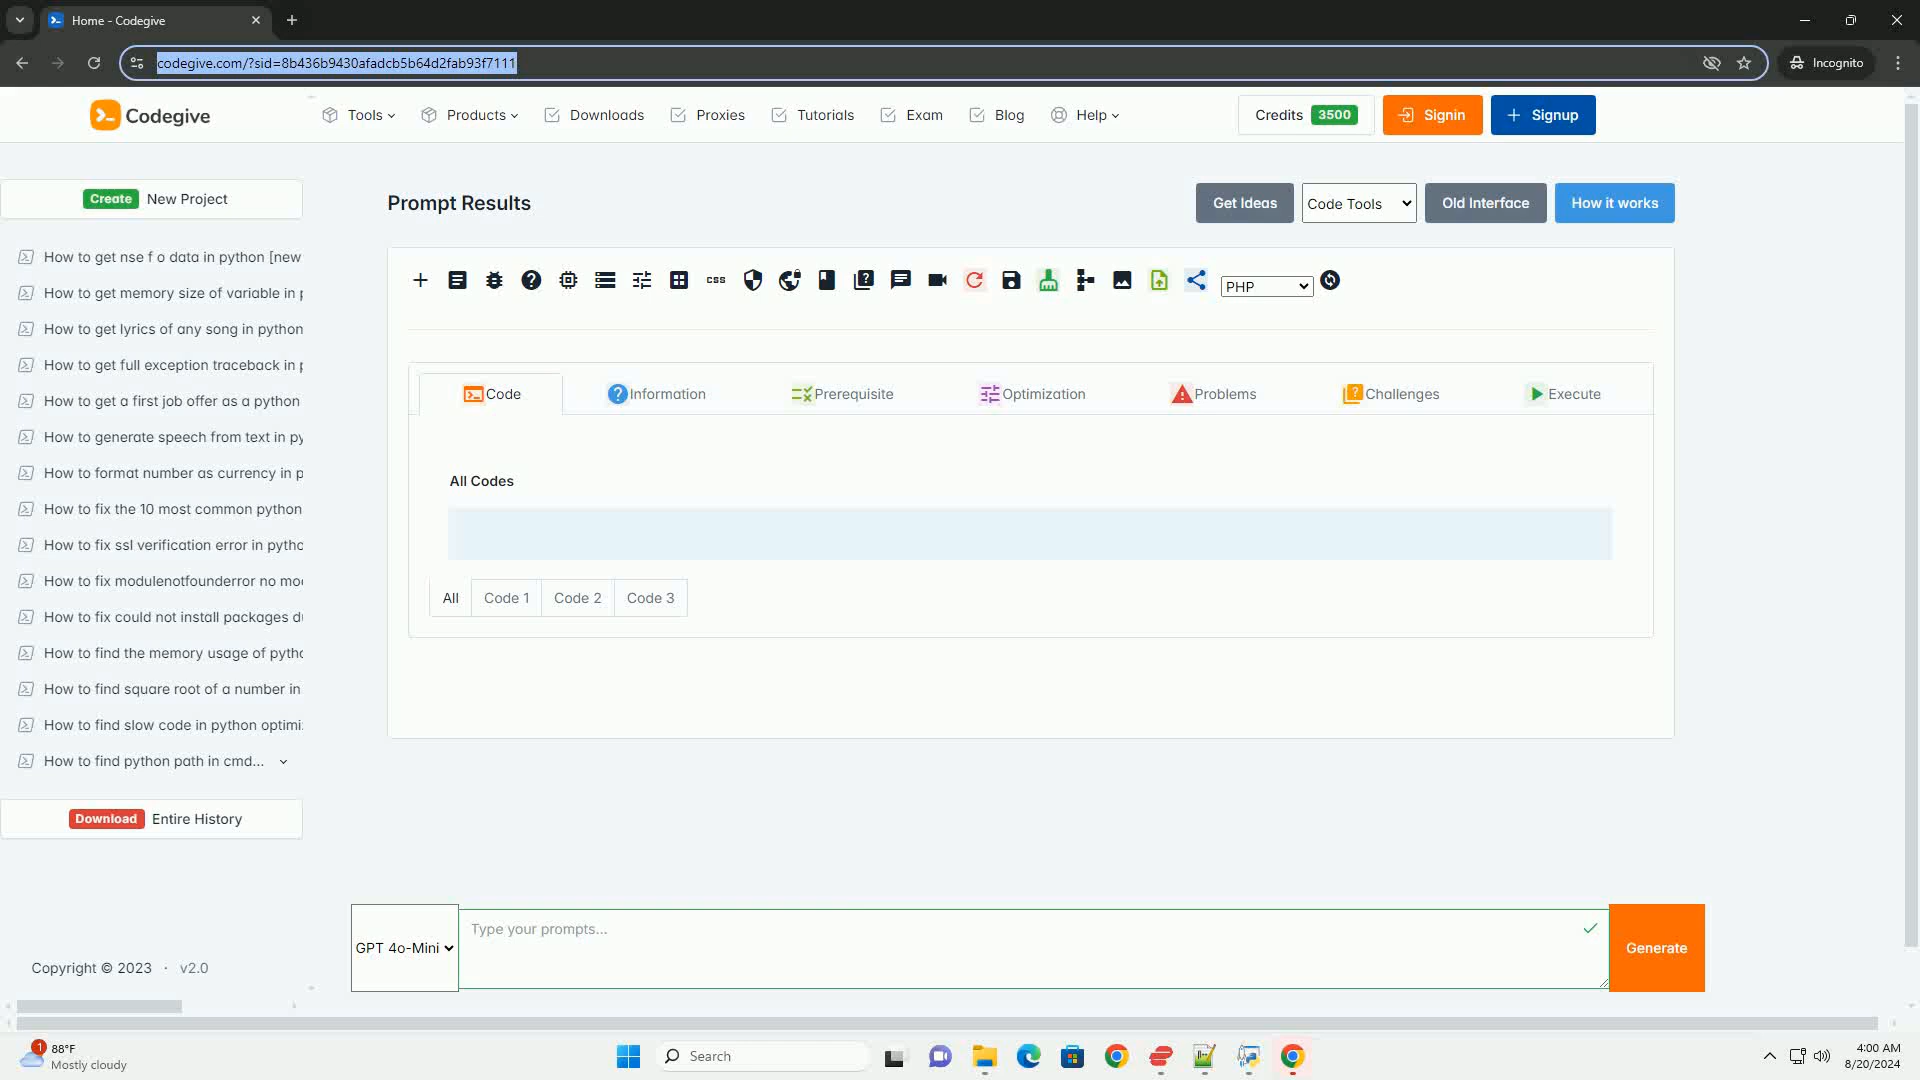 Home - Codegive
codegive.com/?sid=8b436b9430afadcb5b64d2fab93f7111
Incognito
Codegive
Tools
Products
Downloads
Proxies
Tutorials
Exam
Blog
Help
Credits 3500
Signin
Signup
Create New Project
How to get nse f o data in python [new
How to get memory size of variable in p
How to get lyrics of any song in python
How to get full exception traceback in p
How to get a first job offer as a python
How to generate speech from text in py
How to format number as currency in p
How to fix the 10 most common python
How to fix ssl verification error in pytho
How to fix modulenotfounderror no mo
How to fix could not install packages d
How to find the memory usage of pytho
How to find square root of a number in
How to find slow code in python optimi
How to find python path in cmd...
Download Entire History
Copyright © 2023 · v2.0
Prompt Results
Get Ideas
Code Tools
Old Interface
How it works
css
PHP
Code
Information
Prerequisite
Optimization
Problems
Challenges
Execute
All Codes
All
Code 1
Code 2
Code 3
GPT 4o-Mini
Type your prompts...
Generate
1
88°F
Mostly cloudy
Search
4:00 AM
8/20/2024